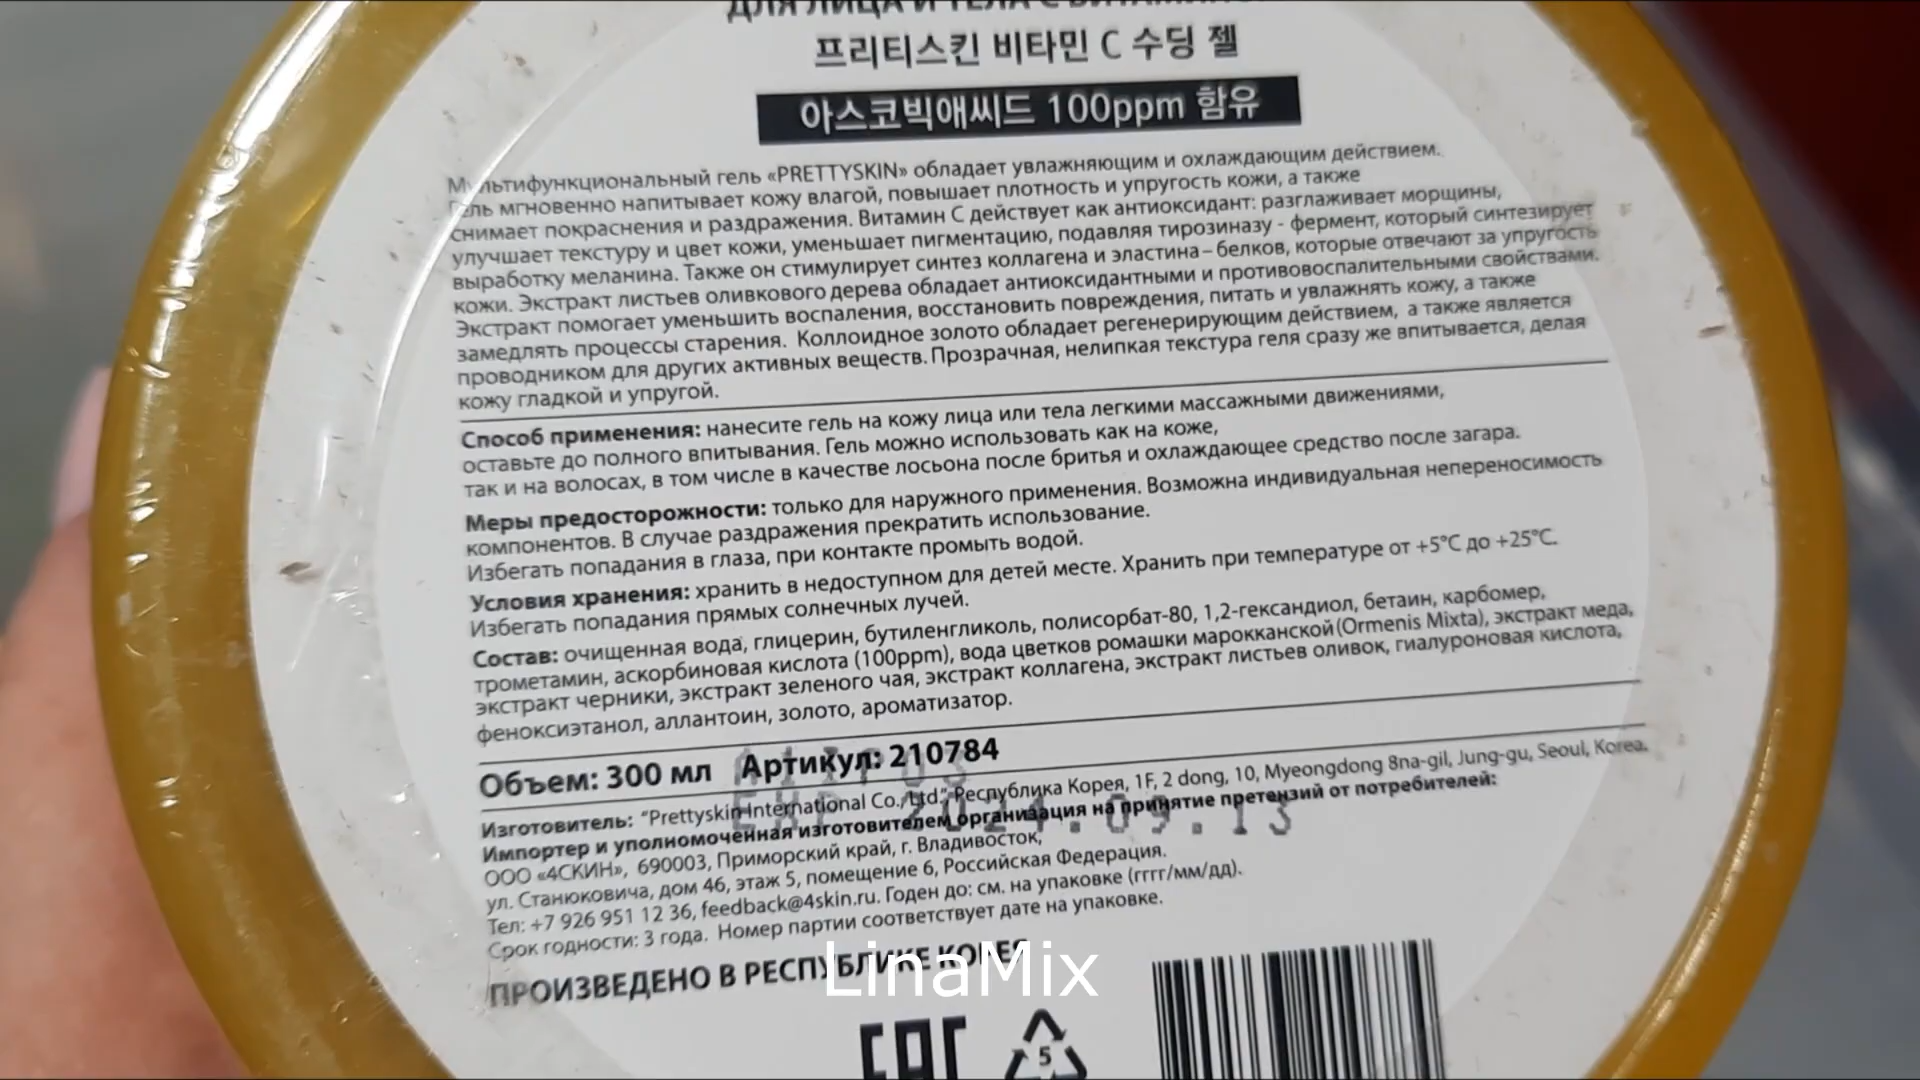 ДЛЯ ЛИЦА И ТЕЛА С
프리티스킨 비타민 C 수딩 젤
아스코빅애씨드 100ppm 함유
Мультифункциональный гель «PRETTYSKIN» обладает увлажняющим и охлаждающим действием.
Гель мгновенно напитывает кожу влагой, повышает плотность и упругость кожи, а также
снимает покраснения и раздражения. Витамин С действует как антиоксидант: разглаживает морщины,
улучшает текстуру и цвет кожи, уменьшает пигментацию, подавляя тирозиназу - фермент, который синтезирует
выработку меланина. Также он стимулирует синтез коллагена и эластина – белков, которые отвечают за упругость
кожи. Экстракт листьев оливкового дерева обладает антиоксидантными и противовоспалительными свойствами.
Экстракт помогает уменьшить воспаления, восстановить повреждения, питать и увлажнять кожу, а также
замедлять процессы старения. Коллоидное золото обладает регенерирующим действием, а также является
проводником для других активных веществ. Прозрачная, нелипкая текстура геля сразу же впитывается, делая
кожу гладкой и упругой.
Способ применения: нанесите гель на кожу лица или тела легкими массажными движениями,
оставьте до полного впитывания. Гель можно использовать как на коже,
так и на волосах, в том числе в качестве лосьона после бритья и охлаждающее средство после загара.
Меры предосторожности: только для наружного применения. Возможна индивидуальная непереносимость
компонентов. В случае раздражения прекратить использование.
Избегать попадания в глаза, при контакте промыть водой.
Условия хранения: хранить в недоступном для детей месте. Хранить при температуре от +5°C до +25°C.
Избегать попадания прямых солнечных лучей.
Состав: очищенная вода, глицерин, бутиленгликоль, полисорбат-80, 1,2-гександиол, бетаин, карбомер,
трометамин, аскорбиновая кислота (100ppm), вода цветков ромашки марокканской (Ormenis Mixta), экстракт меда,
экстракт черники, экстракт зеленого чая, экстракт коллагена, экстракт листьев оливок, гиалуроновая кислота,
феноксиэтанол, аллантоин, золото, ароматизатор.
Объем: 300 мл Артикул: 210784
EXP 2024.09.13
Изготовитель: "Prettyskin International Co., Ltd", Республика Корея, 1F, 2 dong, 10, Myeongdong 8na-gil, Jung-gu, Seoul, Korea.
Импортер и уполномоченная изготовителем организация на принятие претензий от потребителей:
ООО «4СКИН», 690003, Приморский край, г. Владивосток,
ул. Станюковича, дом 46, этаж 5, помещение 6, Российская Федерация.
Тел: +7 926 951 12 36, feedback@4skin.ru. Годен до: см. на упаковке (гггг/мм/дд).
Срок годности: 3 года. Номер партии соответствует дате на упаковке.
ПРОИЗВЕДЕНО В РЕСПУБЛИКЕ КОРЕЯ
LinaMix
EAC
5